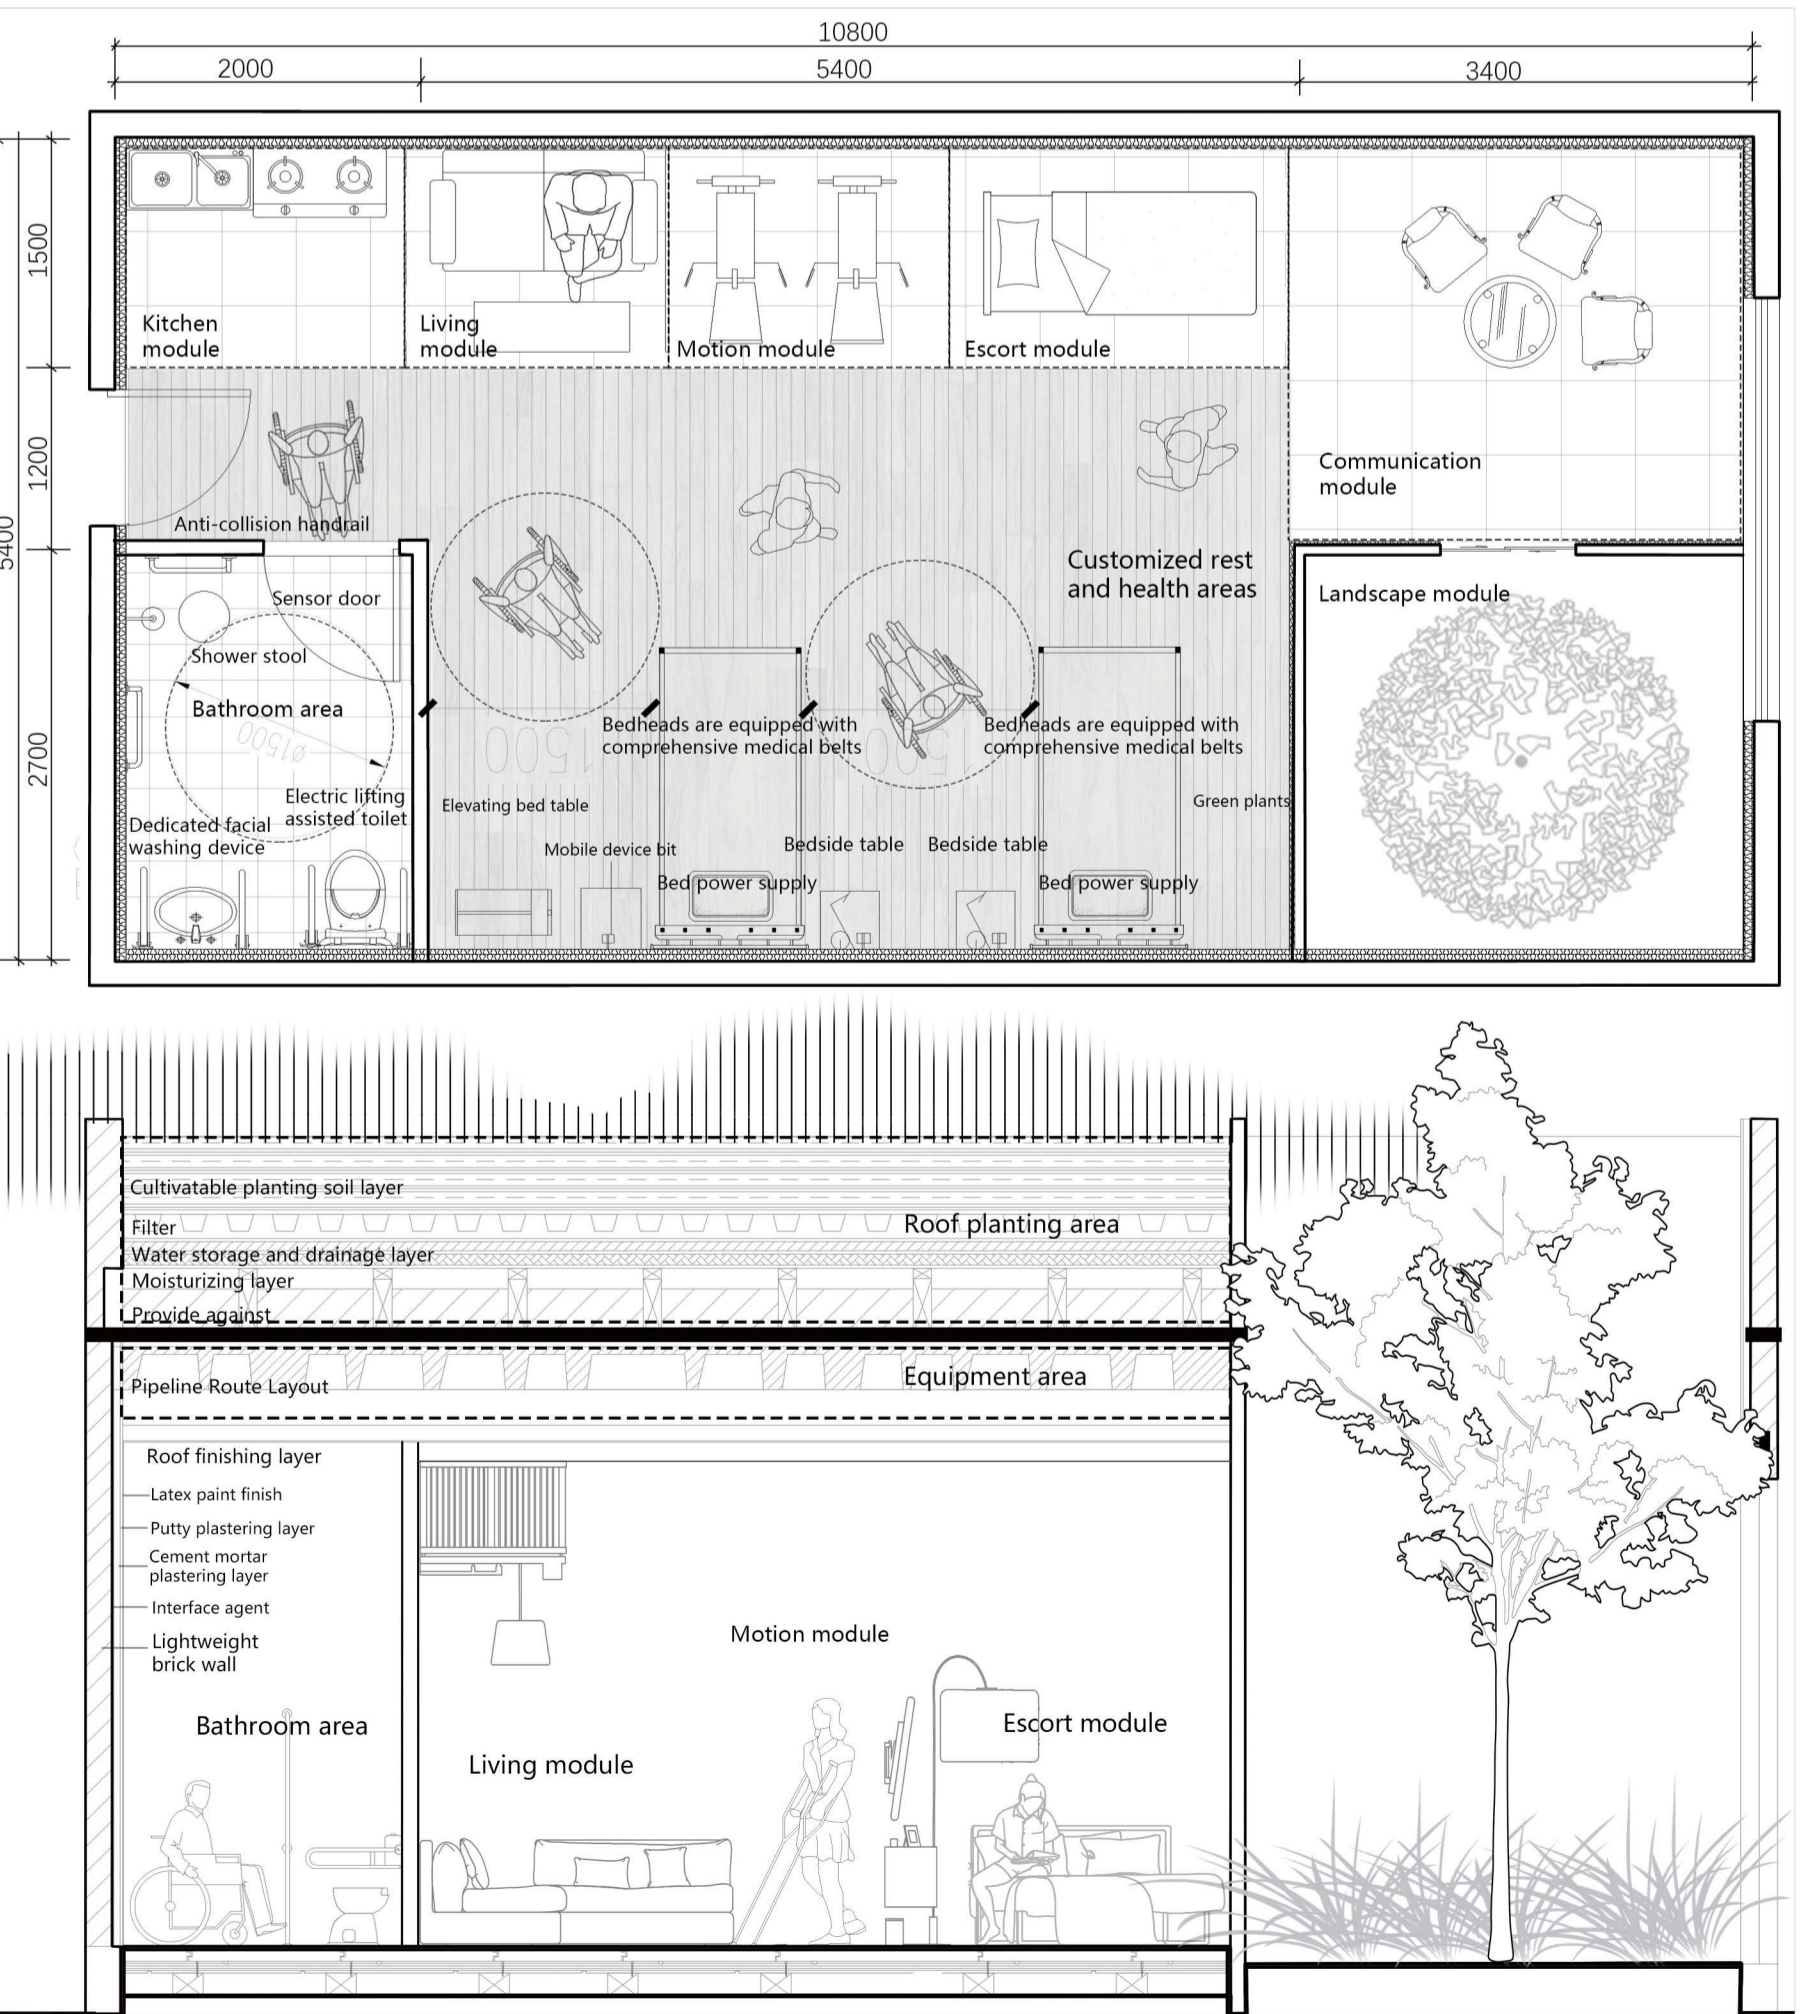 10800
2000
5400
3400
1500
1200
5400
2700
Kitchen
module
Living
module
Motion module
Escort module
Communication
module
Anti-collision handrail
Sensor door
Shower stool
Bathroom area
ø1500
Electric lifting
assisted toilet
Dedicated facial
washing device
Customized rest
and health areas
Landscape module
Bedheads are equipped with
comprehensive medical belts
Bedheads are equipped with
comprehensive medical belts
1500
1500
Elevating bed table
Green plants
Mobile device bit
Bedside table
Bedside table
Bed power supply
Bed power supply
Cultivatable planting soil layer
Filter
Roof planting area
Water storage and drainage layer
Moisturizing layer
Provide against
Equipment area
Pipeline Route Layout
Roof finishing layer
Latex paint finish
Putty plastering layer
Cement mortar
plastering layer
Interface agent
Lightweight
brick wall
Motion module
Bathroom area
Escort module
Living module